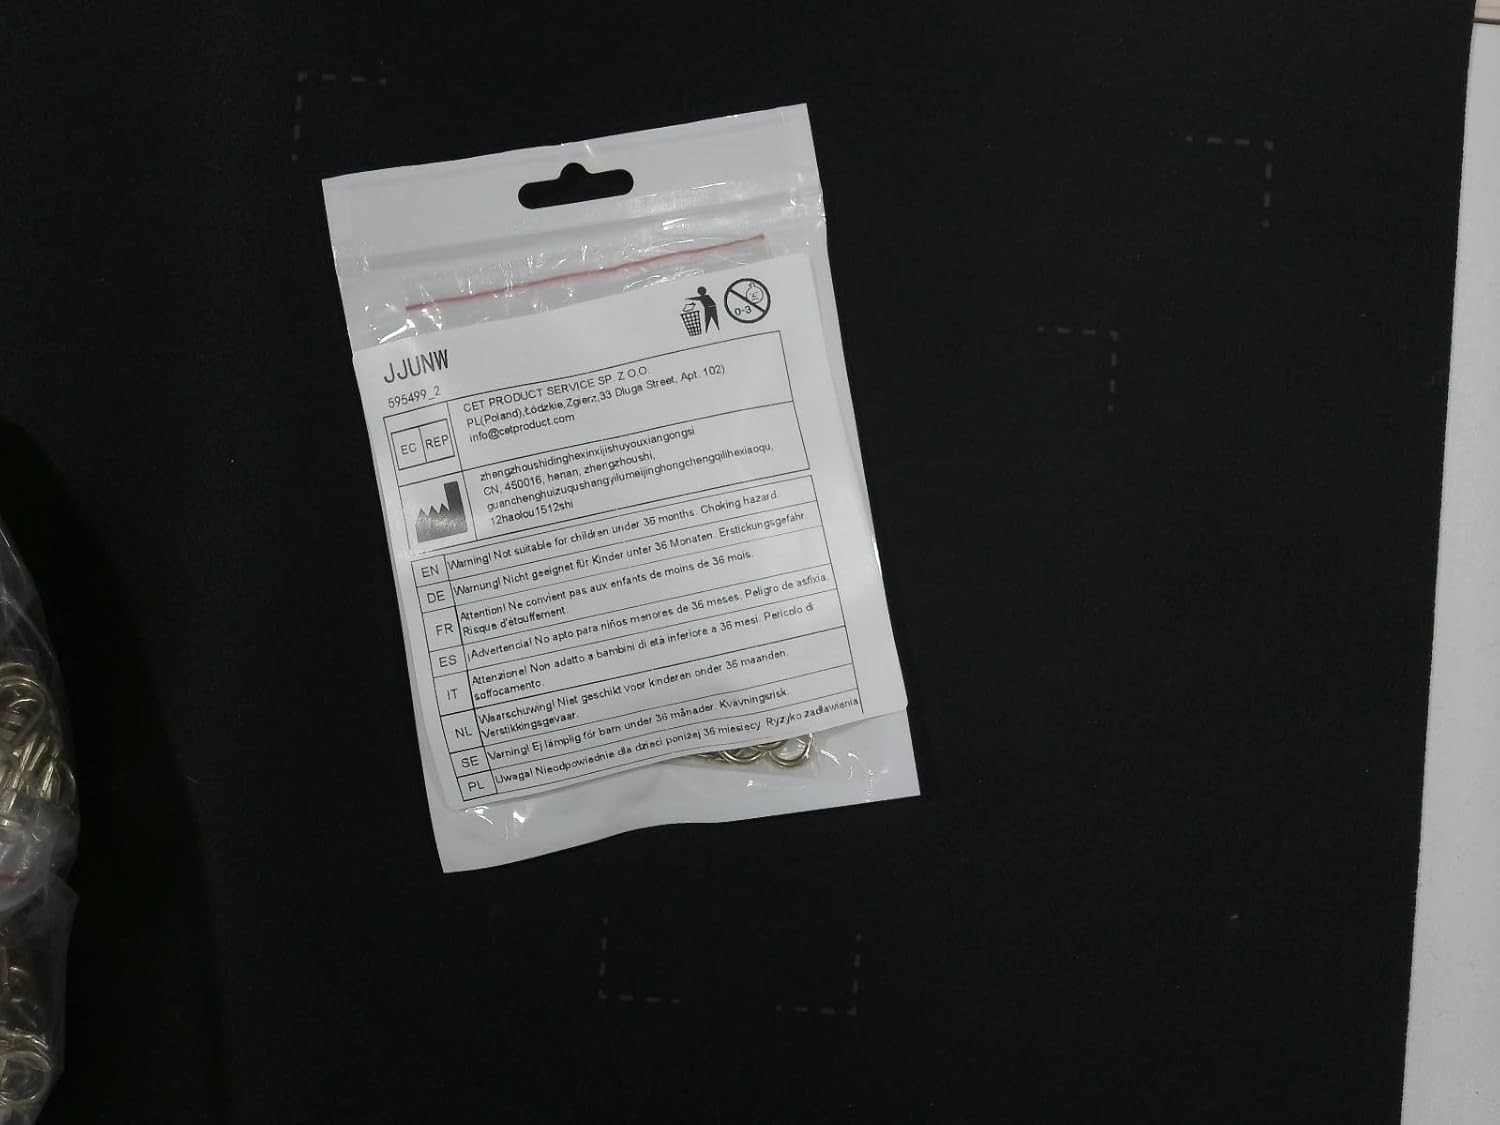 0-3
JJUNW
595499_2
EC REP
CET PRODUCT SERVICE SP. Z O.O.
PL(Poland),Łódzkie,Zgierz,33 Dluga Street, Apt. 102)
info@cetproduct.com
zhengzhoushidinghexinxijishuyouxiangongsi
CN, 450016, henan, zhengzhoushi,
guanchenghuizuqushangyilumeijinghongchengqilihexiaoqu,
12haolou1512shi
EN Warning! Not suitable for children under 36 months. Choking hazard.
DE Warnung! Nicht geeignet für Kinder unter 36 Monaten. Erstickungsgefahr.
FR Attention! Ne convient pas aux enfants de moins de 36 mois.
Risque d'étouffement.
ES ¡Advertencia! No apto para niños menores de 36 meses. Peligro de asfixia.
IT Attenzione! Non adatto a bambini di età inferiore a 36 mesi. Pericolo di
soffocamento.
NL Waarschuwing! Niet geschikt voor kinderen onder 36 maanden.
Verstikkingsgevaar.
SE Varning! Ej lämplig för barn under 36 månader. Kvävningsrisk.
PL Uwaga! Nieodpowiednie dla dzieci poniżej 36 miesięcy. Ryzyko zadławienia